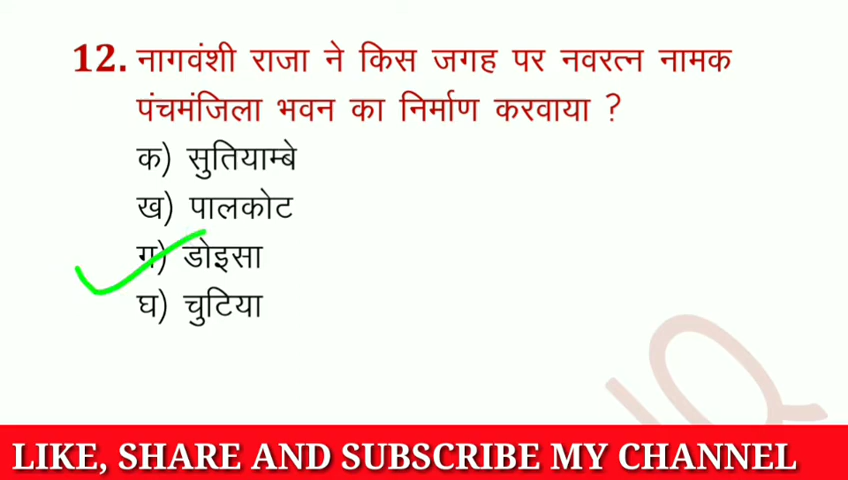 12. नागवंशी राजा ने किस जगह पर नवरत्न नामक
पंचमंजिला भवन का निर्माण करवाया ?
क) सुतियाम्बे
ख) पालकोट
ग) डोइसा
घ) चुटिया
LIKE, SHARE AND SUBSCRIBE MY CHANNEL